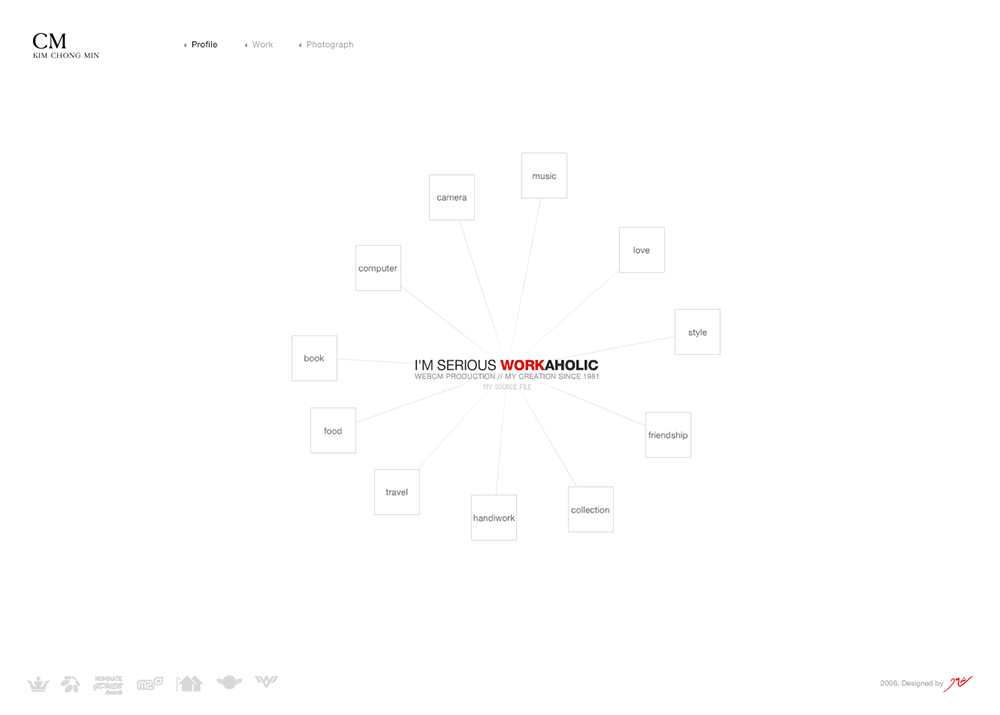 CM
KIM CHONG MIN
Profile
Work
Photograph
music
camera
love
computer
style
book
I'M SERIOUS WORKAHOLIC
WEBCM PRODUCTION // MY CREATION SINCE 1981
MY SOURCE FILE
food
friendship
travel
collection
handiwork
NOMINATE
Awards
2006, Designed by